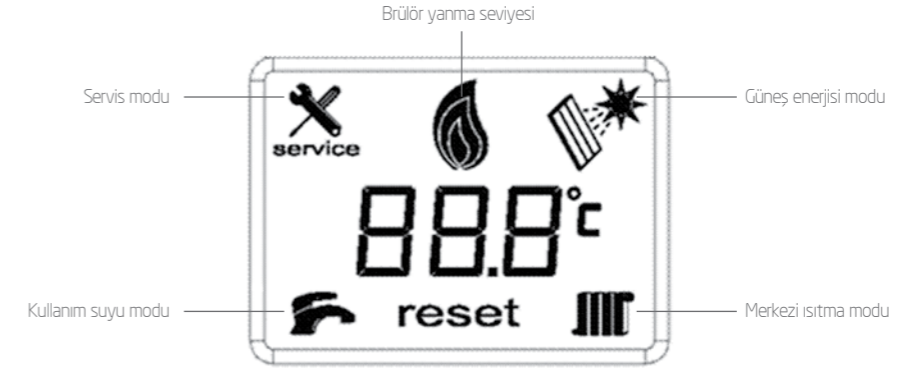 Brülör yanma seviyesi
Servis modu
Güneş enerjisi modu
service
88.8°c
Kullanım suyu modu
reset
Merkezi ısıtma modu